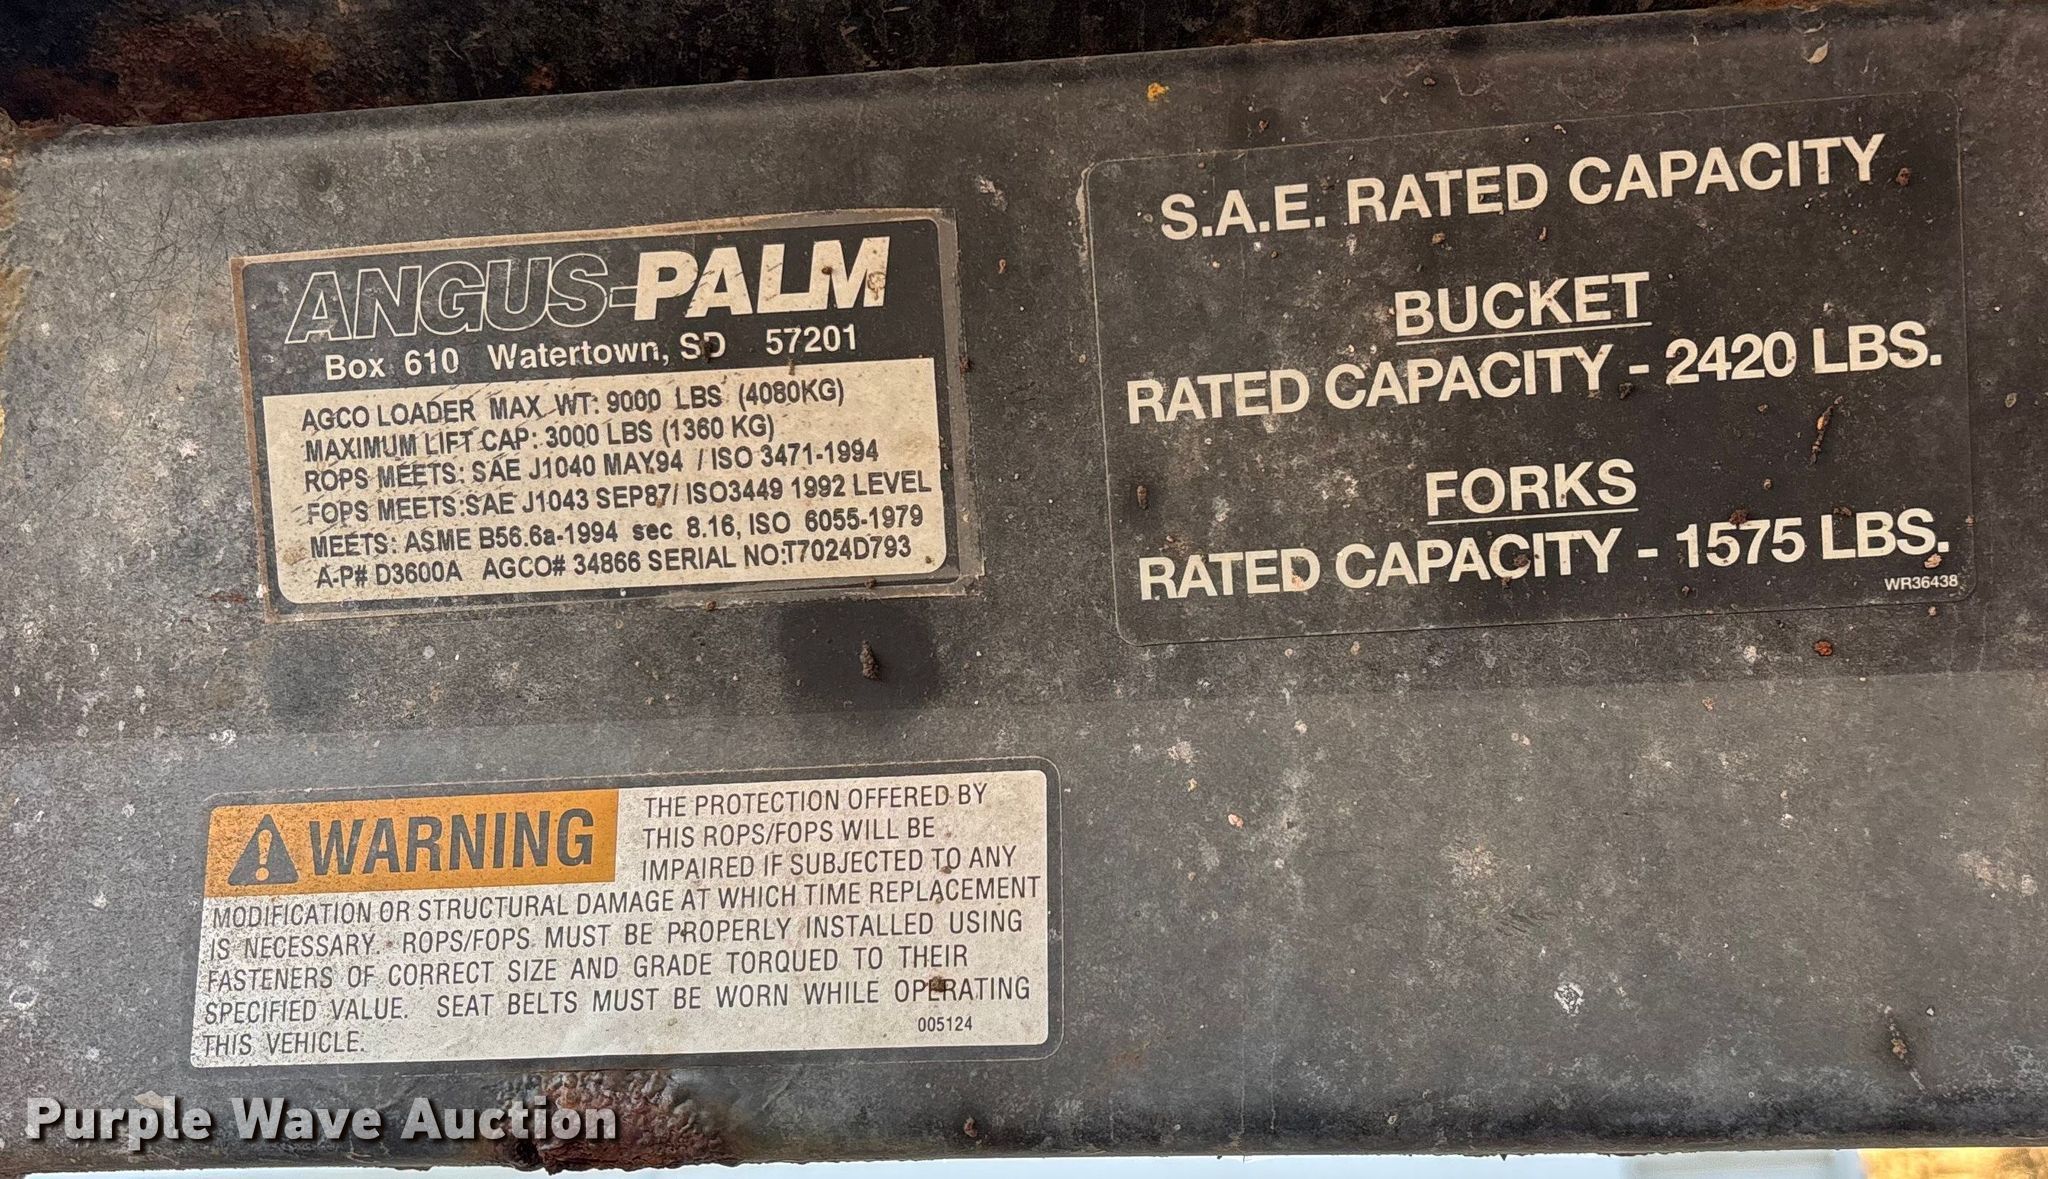 ANGUS-PALM
Box 610 Watertown, SD 57201
AGCO LOADER MAX WT: 9000 LBS (4080KG)
MAXIMUM LIFT CAP: 3000 LBS (1360 KG)
ROPS MEETS: SAE J1040 MAY94 / ISO 3471-1994
FOPS MEETS:SAE J1043 SEP87/ ISO3449 1992 LEVEL
MEETS: ASME B56.6a-1994 sec 8.16, ISO 6055-1979
A-P# D3600A AGCO# 34866 SERIAL NO:T7024D793
S.A.E. RATED CAPACITY
BUCKET
RATED CAPACITY - 2420 LBS.
FORKS
RATED CAPACITY - 1575 LBS.
WR36438
WARNING
THE PROTECTION OFFERED BY
THIS ROPS/FOPS WILL BE
IMPAIRED IF SUBJECTED TO ANY
MODIFICATION OR STRUCTURAL DAMAGE AT WHICH TIME REPLACEMENT
IS NECESSARY. ROPS/FOPS MUST BE PROPERLY INSTALLED USING
FASTENERS OF CORRECT SIZE AND GRADE TORQUED TO THEIR
SPECIFIED VALUE. SEAT BELTS MUST BE WORN WHILE OPERATING
THIS VEHICLE.
005124
Purple Wave Auction